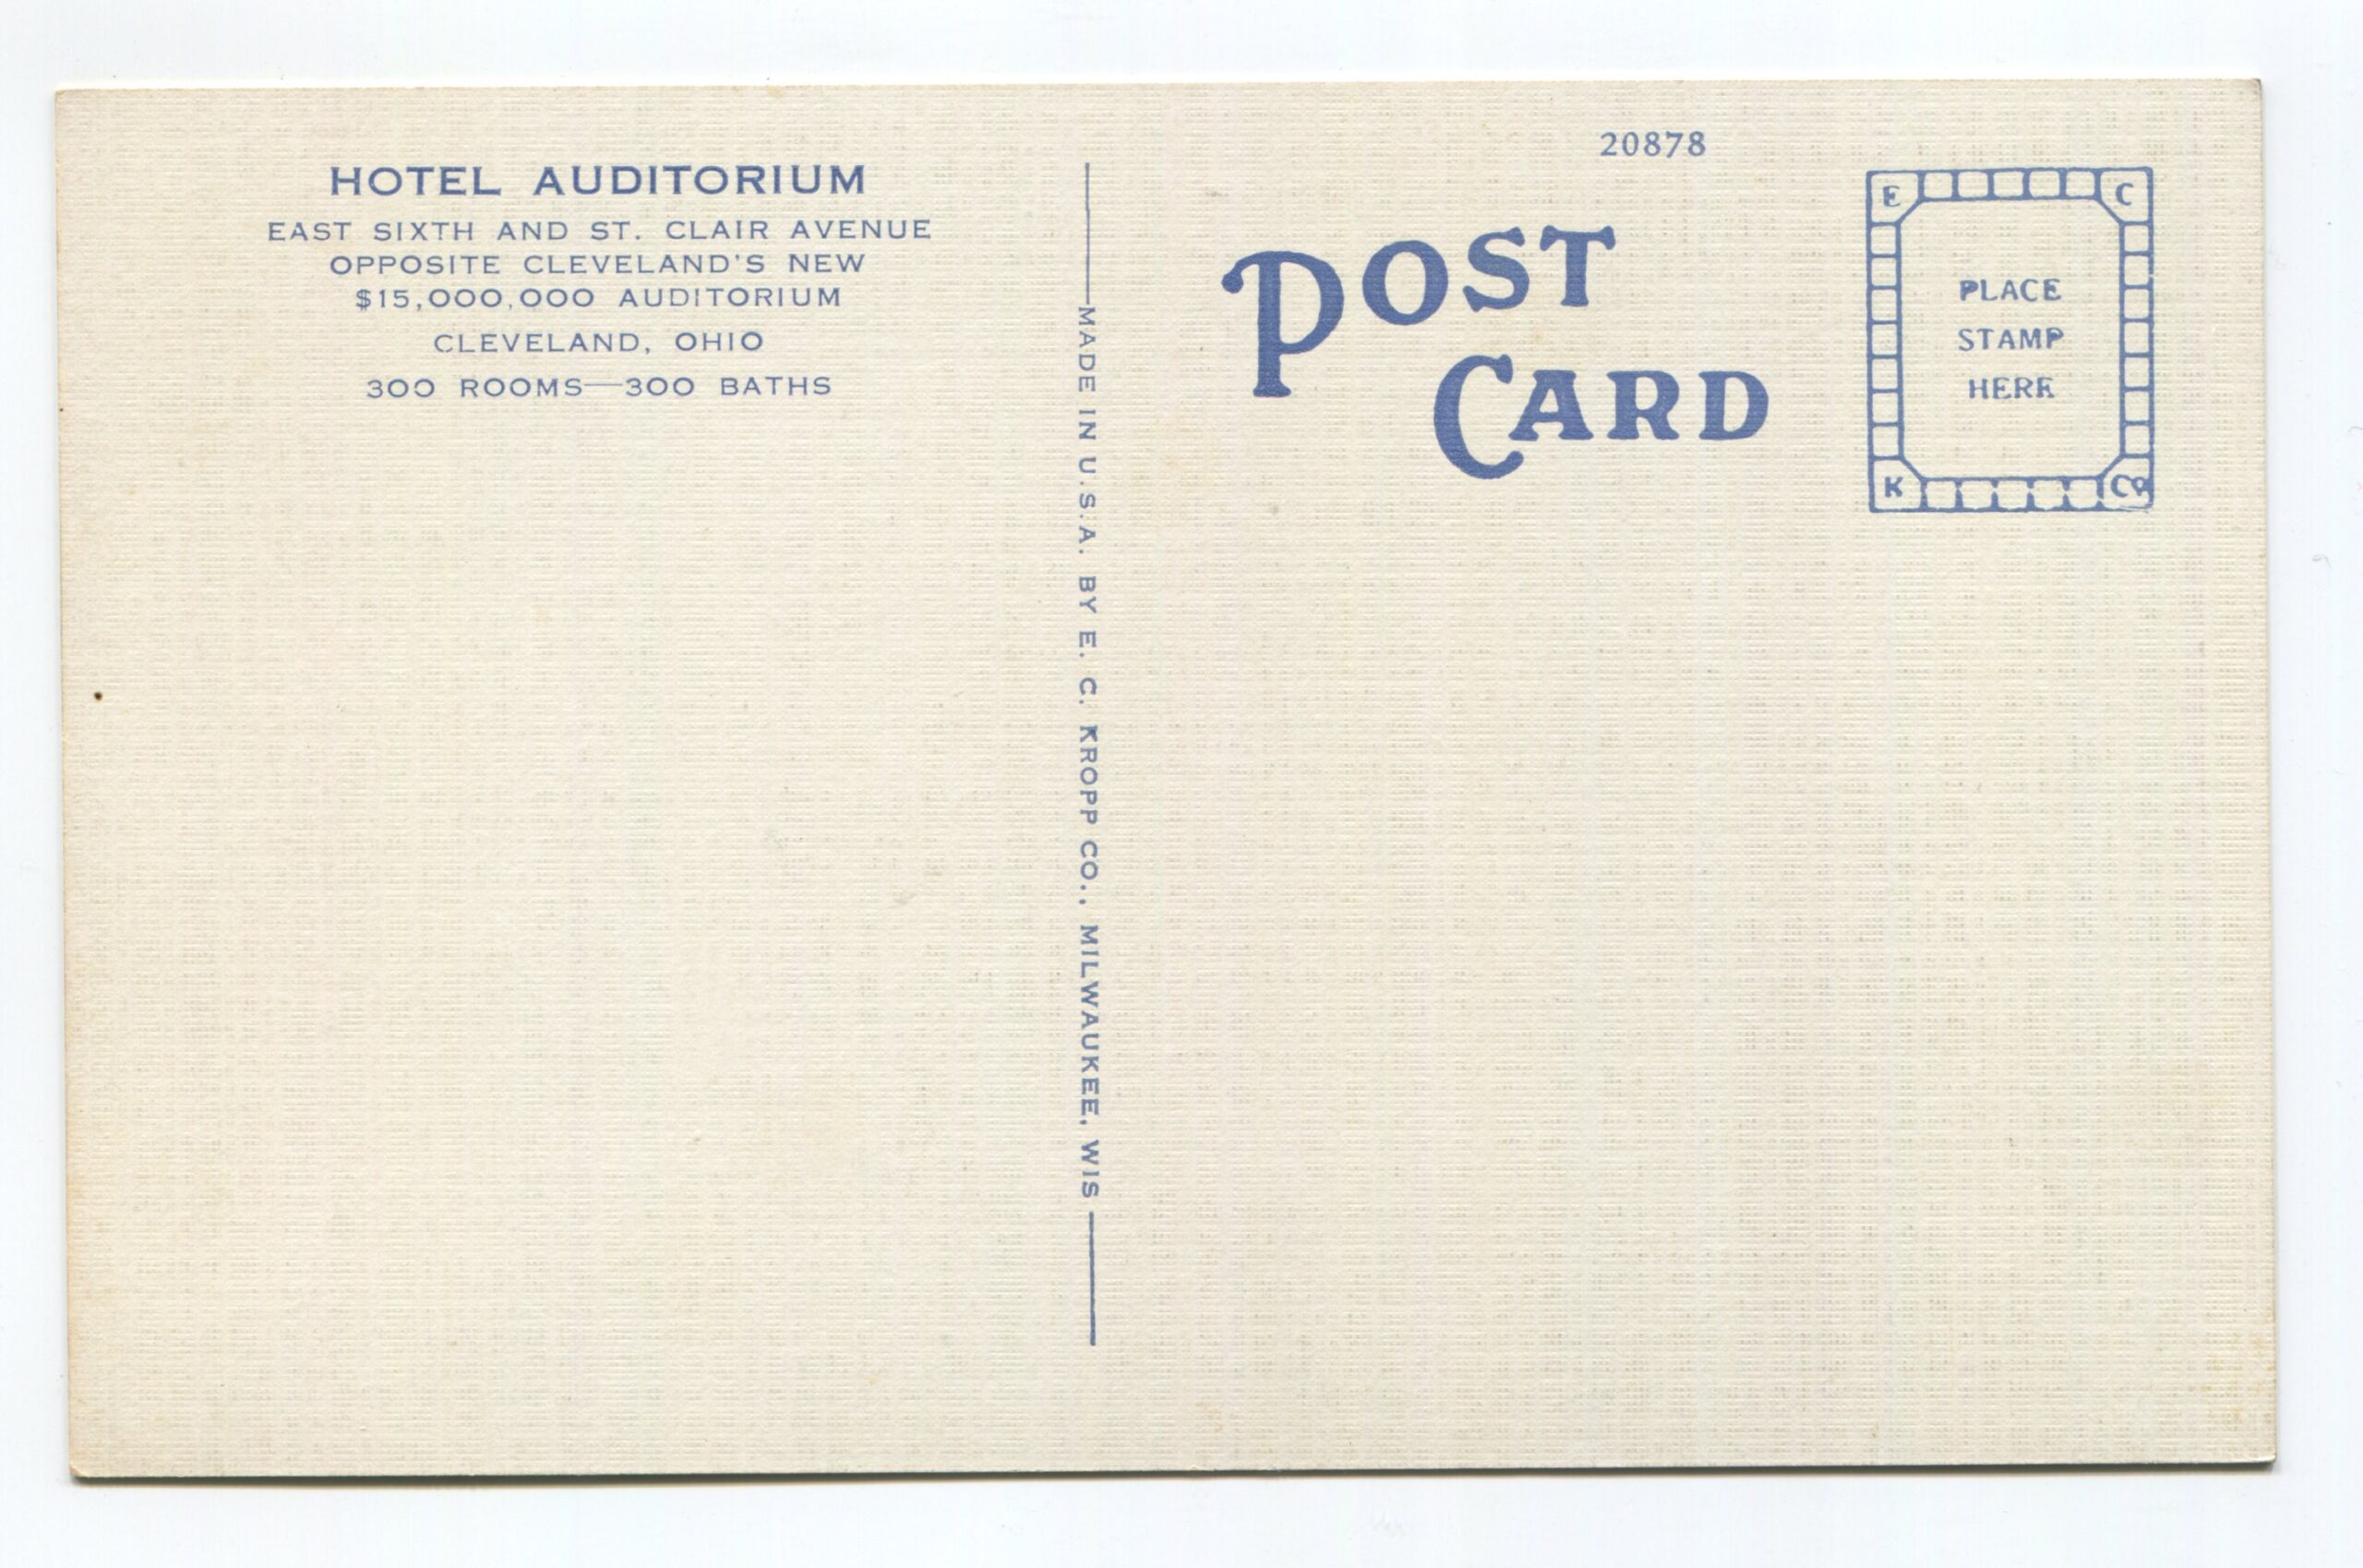 HOTEL AUDITORIUM
EAST SIXTH AND ST. CLAIR AVENUE
OPPOSITE CLEVELAND'S NEW
$15,000,000 AUDITORIUM
CLEVELAND, OHIO
300 ROOMS—300 BATHS
MADE IN U.S.A. BY E. C. KROPP CO., MILWAUKEE, WIS
20878
POST
CARD
E C
PLACE
STAMP
HERE
K CO